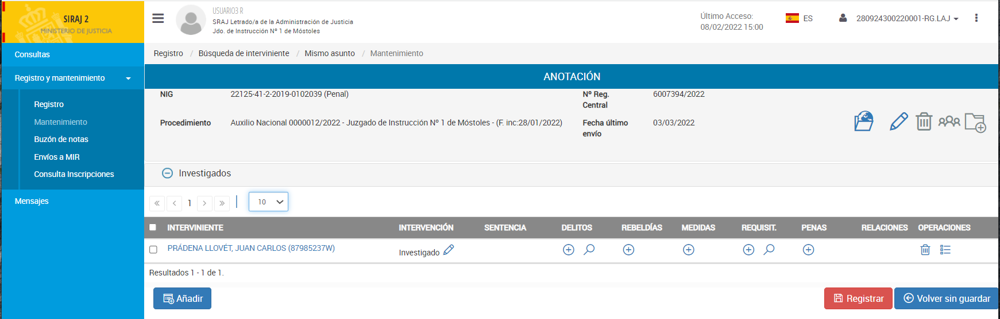 SIRAJ 2
MINISTERIO DE JUSTICIA
USUARIO3 R
SRAJ Letrado/a de la Administración de Justicia
Jdo. de Instrucción Nº 1 de Móstoles
Último Acceso:
08/02/2022 15:00
ES
280924300220001-RG.LAJ
Consultas
Registro y mantenimiento
Registro
Mantenimiento
Buzón de notas
Envíos a MIR
Consulta Inscripciones
Mensajes
Registro / Búsqueda de interviniente / Mismo asunto / Mantenimiento
ANOTACIÓN
NIG 22125-41-2-2019-0102039 (Penal) Nº Reg. Central 6007394/2022
Procedimiento Auxilio Nacional 0000012/2022 - Juzgado de Instrucción Nº 1 de Móstoles - (F. inc:28/01/2022) Fecha último envío 03/03/2022
Investigados
« ‹ 1 › » 10
INTERVINIENTE INTERVENCIÓN SENTENCIA DELITOS REBELDÍAS MEDIDAS REQUISIT. PENAS RELACIONES OPERACIONES
PRÁDENA LLOVÉT, JUAN CARLOS (87985237W) Investigado
Resultados 1 - 1 de 1.
Añadir Registrar Volver sin guardar